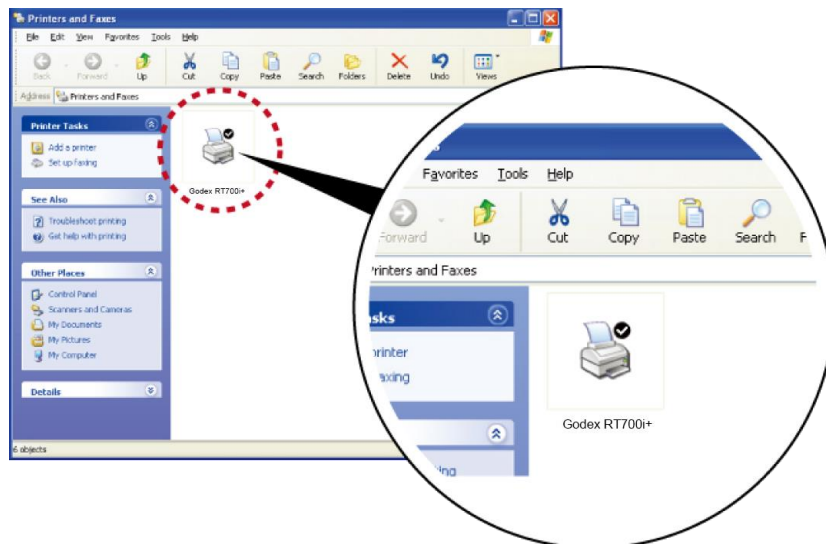 Printers and Faxes
File Edit View Favorites Tools Help
Back Forward Up Cut Copy Paste Search Folders Delete Undo Views
Address Printers and Faxes
Printer Tasks
Add a printer
Set up faxing
See Also
Troubleshoot printing
Get help with printing
Other Places
Control Panel
Scanners and Cameras
My Documents
My Pictures
My Computer
Details
6 objects
Godex RT700i+
Favorites Tools Help
Forward Up Cut Copy Paste Search F
Printers and Faxes
asks
printer
faxing
ing
Godex RT700i+